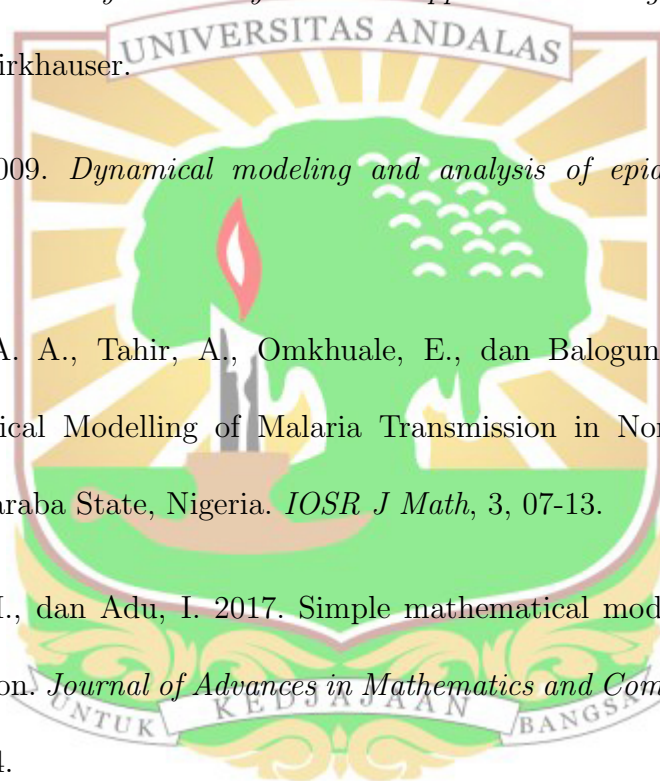 UNIVERSITAS ANDALAS
irkhauser.
009. Dynamical modeling and analysis of epid
A. A., Tahir, A., Omkhuale, E., dan Balogun
ical Modelling of Malaria Transmission in Nor
araba State, Nigeria. IOSR J Math, 3, 07-13.
I., dan Adu, I. 2017. Simple mathematical mod
on. Journal of Advances in Mathematics and Com
UNTUK KEDJAJAAN BANGSA
4.